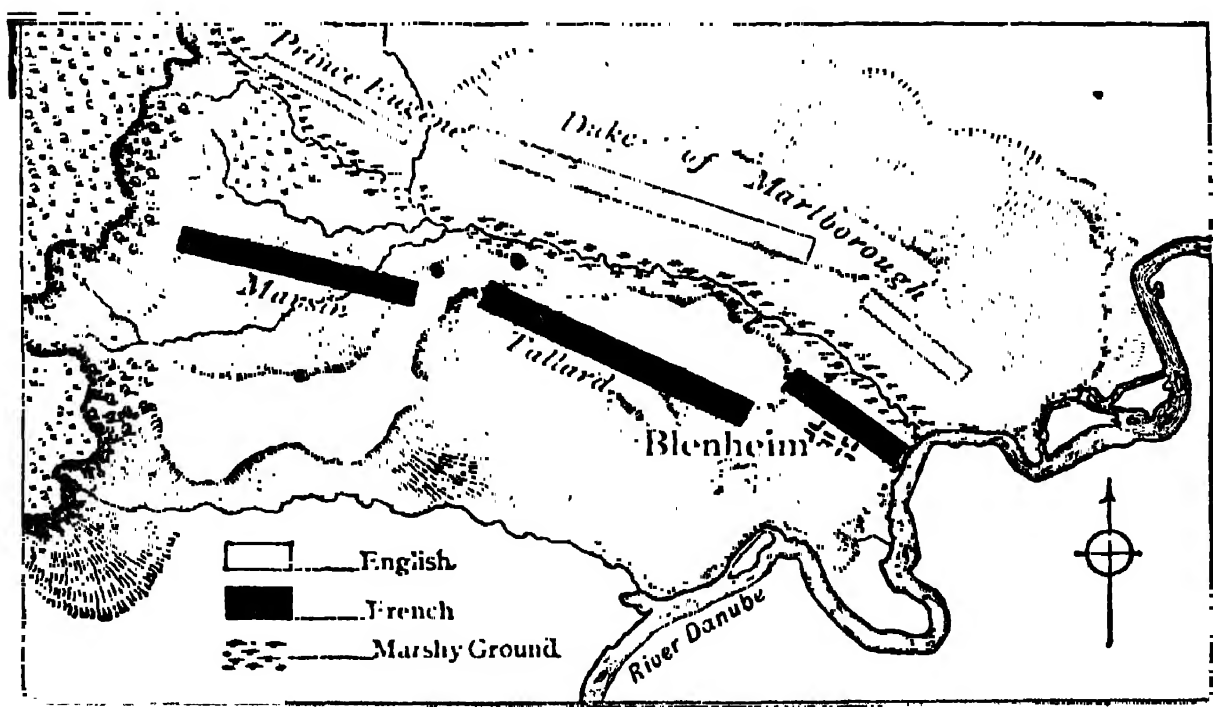 Prince Eugene
Duke of Marlborough
Marsin
Tallard
Blenheim
English
French
Marshy Ground
River Danube